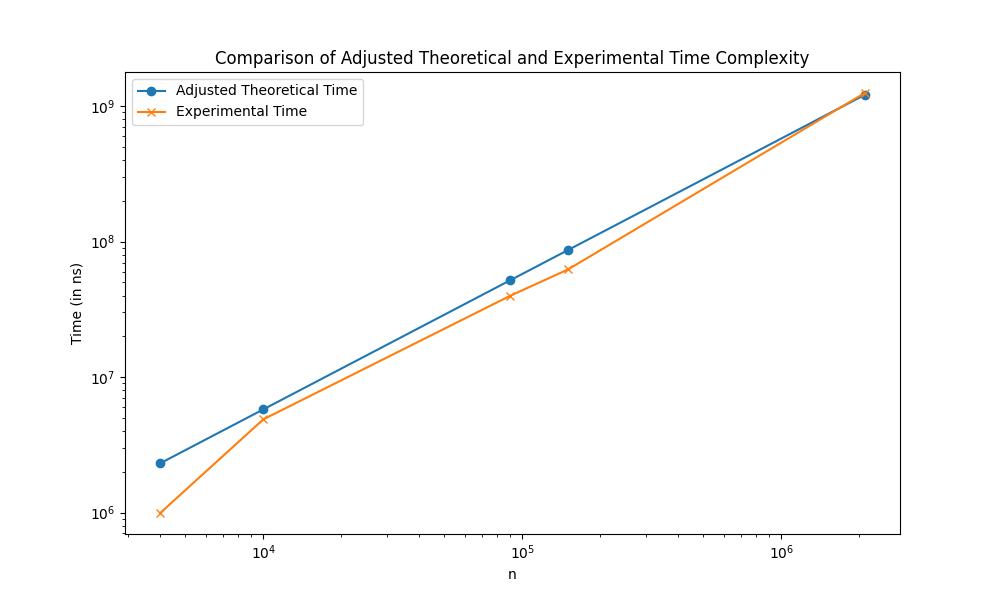 Comparison of Adjusted Theoretical and Experimental Time Complexity
Adjusted Theoretical Time
Experimental Time
Time (in ns)
10⁹
10⁸
10⁷
10⁶
10⁴ 10⁵ 10⁶
n